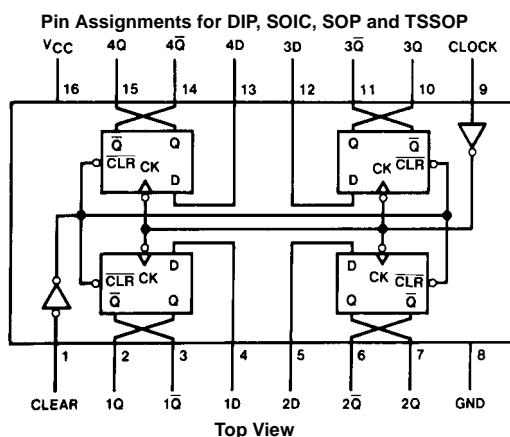 Pin Assignments for DIP, SOIC, SOP and TSSOP
VCC 4Q 4Q̅ 4D 3D 3Q̅ 3Q CLOCK
16 15 14 13 12 11 10 9
Q̅ Q Q Q̅
CLR̅ CK CLR̅
D CK D
D D
CLR̅ CK CK CLR̅
Q̅ Q Q Q̅
1 2 3 4 5 6 7 8
CLEAR 1Q 1Q̅ 1D 2D 2Q̅ 2Q GND
Top View